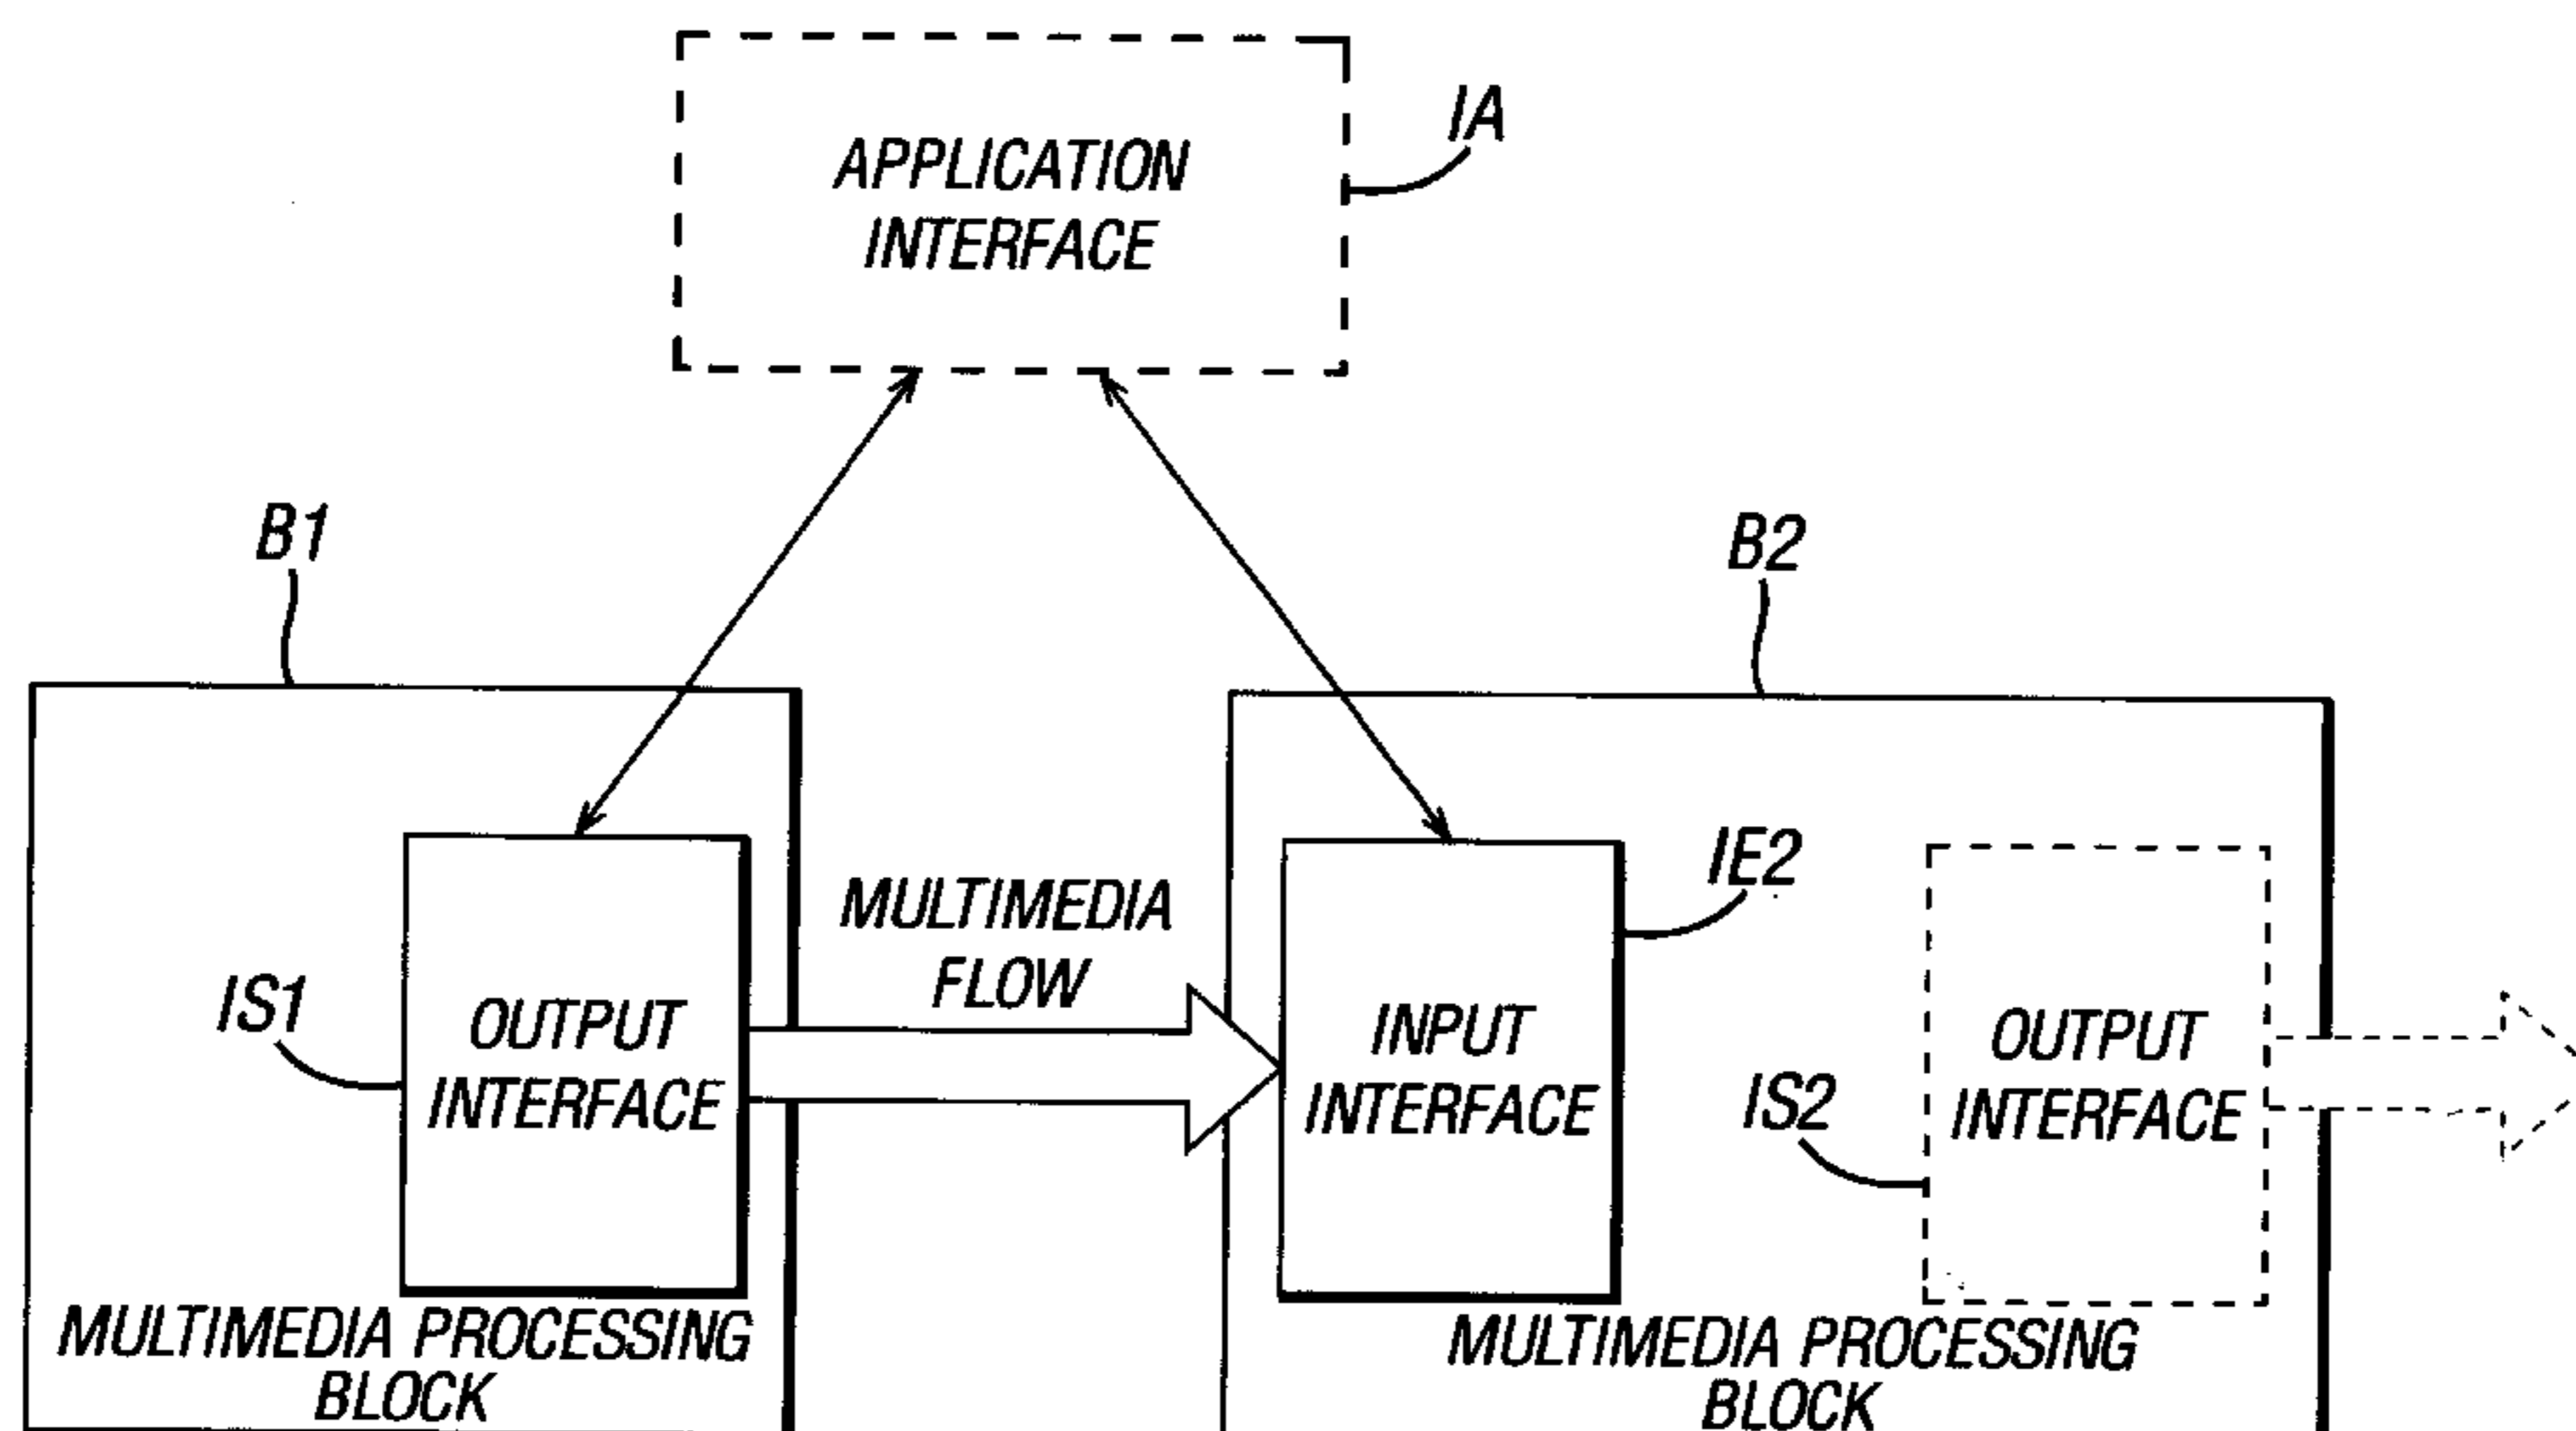 APPLICATION
INTERFACE
IA
B1
B2
IS1
OUTPUT
INTERFACE
MULTIMEDIA
FLOW
INPUT
INTERFACE
IE2
IS2
OUTPUT
INTERFACE
MULTIMEDIA PROCESSING
BLOCK
MULTIMEDIA PROCESSING
BLOCK